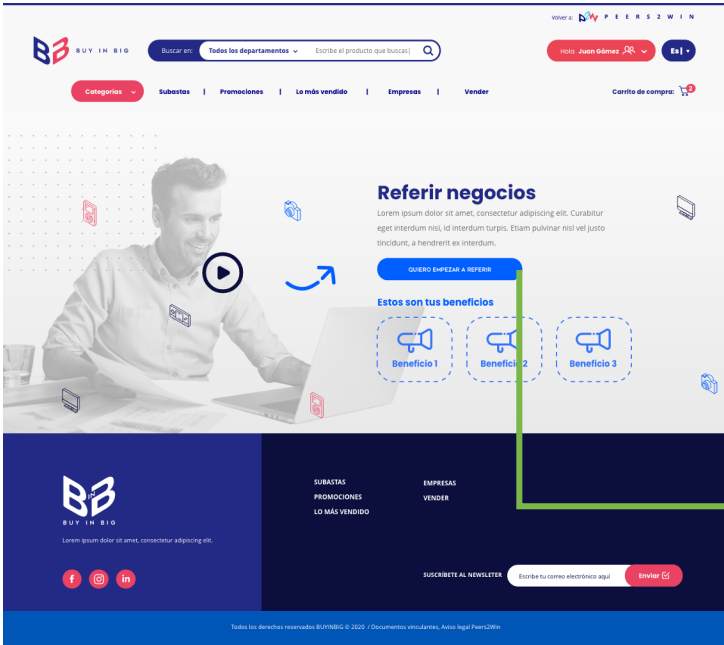 Volver a: P E E R S 2 W I N
BB BUY IN BIG
Buscar en: Todos los departamentos Escribe el producto que buscas|
Hola Juan Gómez
Es|
Categorías
Subastas | Promociones | Lo más vendido | Empresas | Vender
Carrito de compra: 2
Referir negocios
Lorem ipsum dolor sit amet, consectetur adipiscing elit. Curabitur
eget interdum nisl, id interdum turpis. Etiam pulvinar nisl vel justo
tincidunt, a hendrerit ex interdum.
QUIERO EMPEZAR A REFERIR
Estos son tus beneficios
Beneficio 1
Beneficio 2
Beneficio 3
B IN B
BUY IN BIG
Lorem ipsum dolor sit amet, consectetur adipiscing elit.
SUBASTAS
PROMOCIONES
LO MÁS VENDIDO
EMPRESAS
VENDER
SUSCRÍBETE AL NEWSLETER
Escribe tu correo electrónico aquí
Enviar
Todos los derechos reservados BUYINBIG © 2020 / Documentos vinculantes, Aviso legal Peers2Win